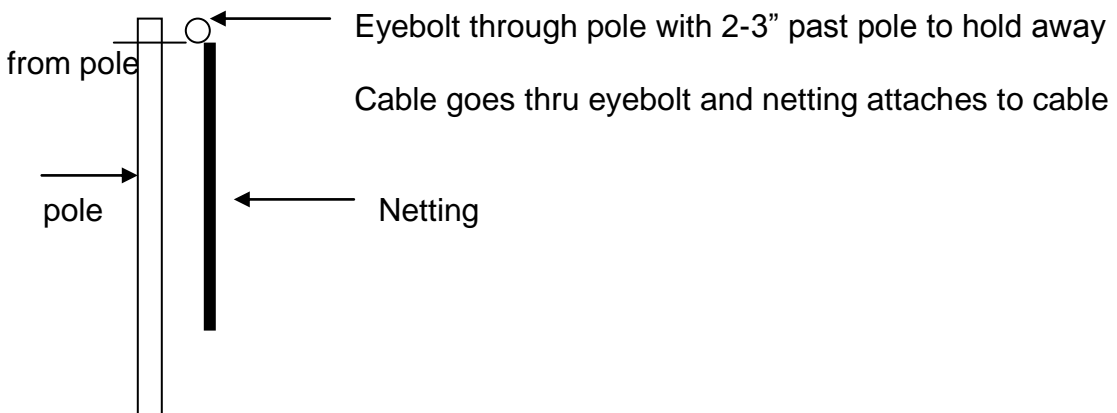 Eyebolt through pole with 2-3” past pole to hold away
from pole
Cable goes thru eyebolt and netting attaches to cable
pole
Netting